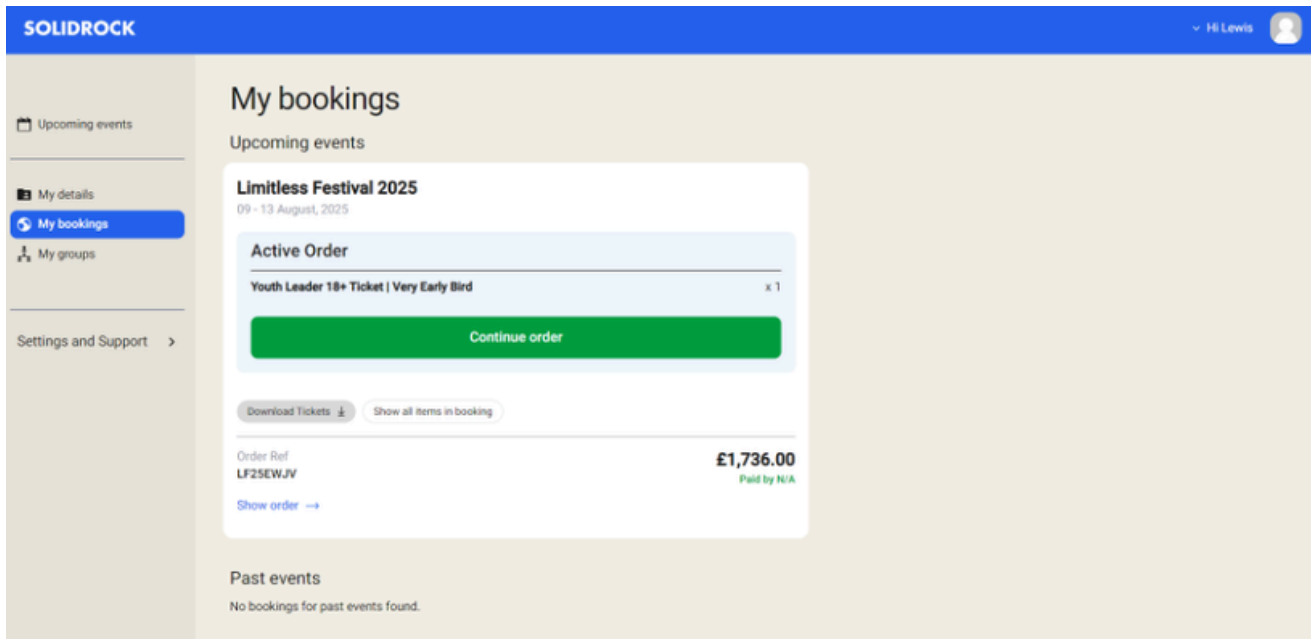 SOLIDROCK
Hi Lewis
Upcoming events
My details
My bookings
My groups
Settings and Support
My bookings
Upcoming events
Limitless Festival 2025
09 - 13 August, 2025
Active Order
Youth Leader 18+ Ticket | Very Early Bird x 1
Continue order
Download Tickets Show all items in booking
Order Ref £1,736.00
LF25EWJV Paid by N/A
Show order →
Past events
No bookings for past events found.